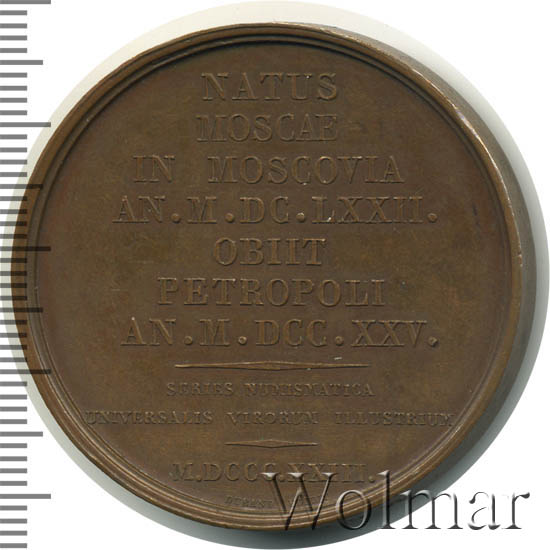 NATUS
MOSCAE
IN MOSCOVIA
AN.M.DC.LXXII.
OBIIT
PETROPOLI
AN.M.DCC.XXV.
SERIES NUMISMATICA
UNIVERSALIS VIRORUM ILLUSTRIUM
M.DCCC.XXIII.
Wolmar